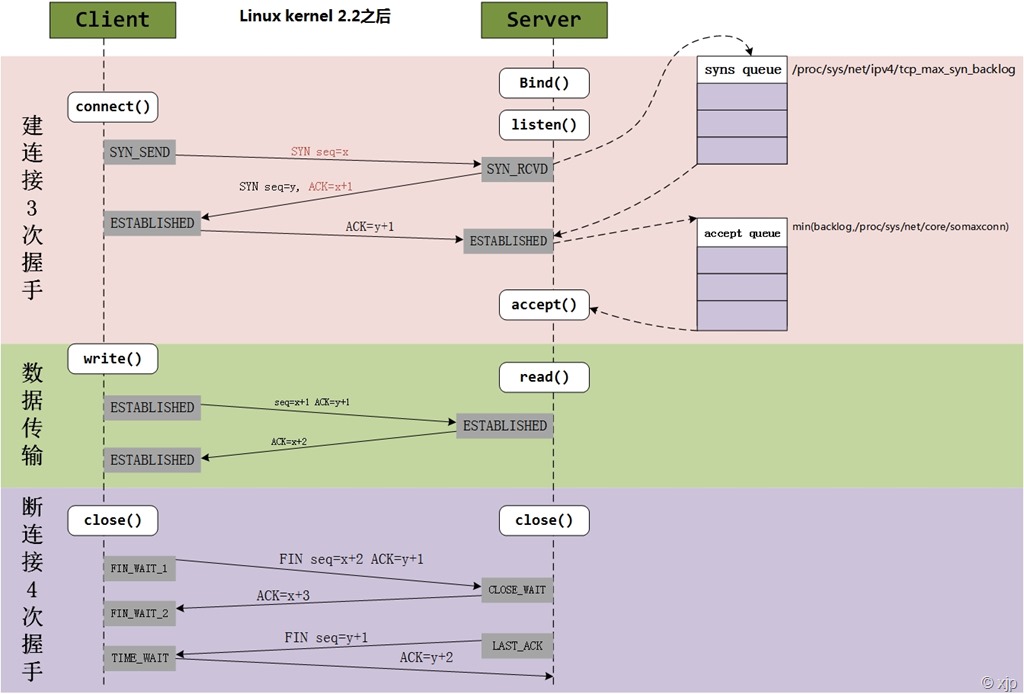 Client
Linux kernel 2.2之后
Server
建连接3次握手
connect()
Bind()
listen()
syns queue
/proc/sys/net/ipv4/tcp_max_syn_backlog
SYN_SEND
SYN seq=x
SYN_RCVD
SYN seq=y, ACK=x+1
ESTABLISHED
ACK=y+1
ESTABLISHED
accept queue
min(backlog,/proc/sys/net/core/somaxconn)
accept()
数据传输
write()
read()
ESTABLISHED
seq=x+1 ACK=y+1
ESTABLISHED
ACK=x+2
ESTABLISHED
断连接4次握手
close()
close()
FIN_WAIT_1
FIN seq=x+2 ACK=y+1
CLOSE_WAIT
ACK=x+3
FIN_WAIT_2
FIN seq=y+1
LAST_ACK
TIME_WAIT
ACK=y+2
© xjp